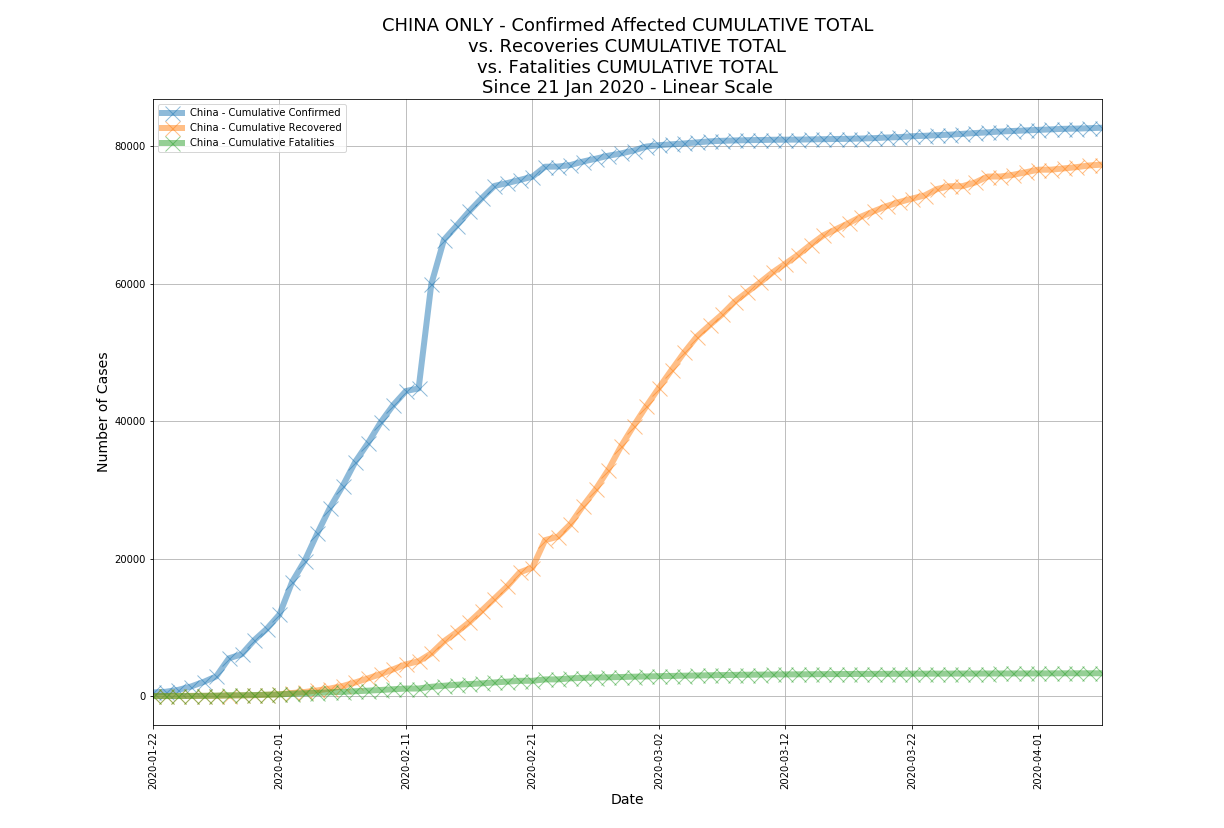 CHINA ONLY - Confirmed Affected CUMULATIVE TOTAL
vs. Recoveries CUMULATIVE TOTAL
vs. Fatalities CUMULATIVE TOTAL
Since 21 Jan 2020 - Linear Scale
China - Cumulative Confirmed
China - Cumulative Recovered
China - Cumulative Fatalities
Number of Cases
80000
60000
40000
20000
0
2020-01-22
2020-02-01
2020-02-11
2020-02-21
2020-03-02
2020-03-12
2020-03-22
2020-04-01
Date